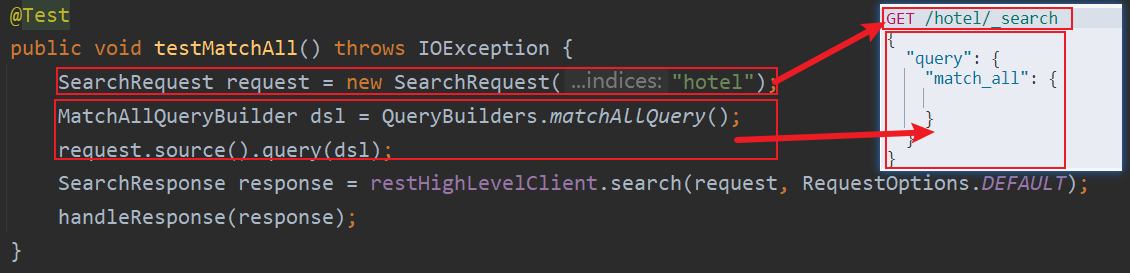 @Test
public void testMatchAll() throws IOException {
SearchRequest request = new SearchRequest( ...indices: "hotel");
MatchAllQueryBuilder dsl = QueryBuilders.matchAllQuery();
request.source().query(dsl);
SearchResponse response = restHighLevelClient.search(request, RequestOptions.DEFAULT);
handleResponse(response);
}
GET /hotel/_search
{
"query": {
"match_all": {
}
}
}